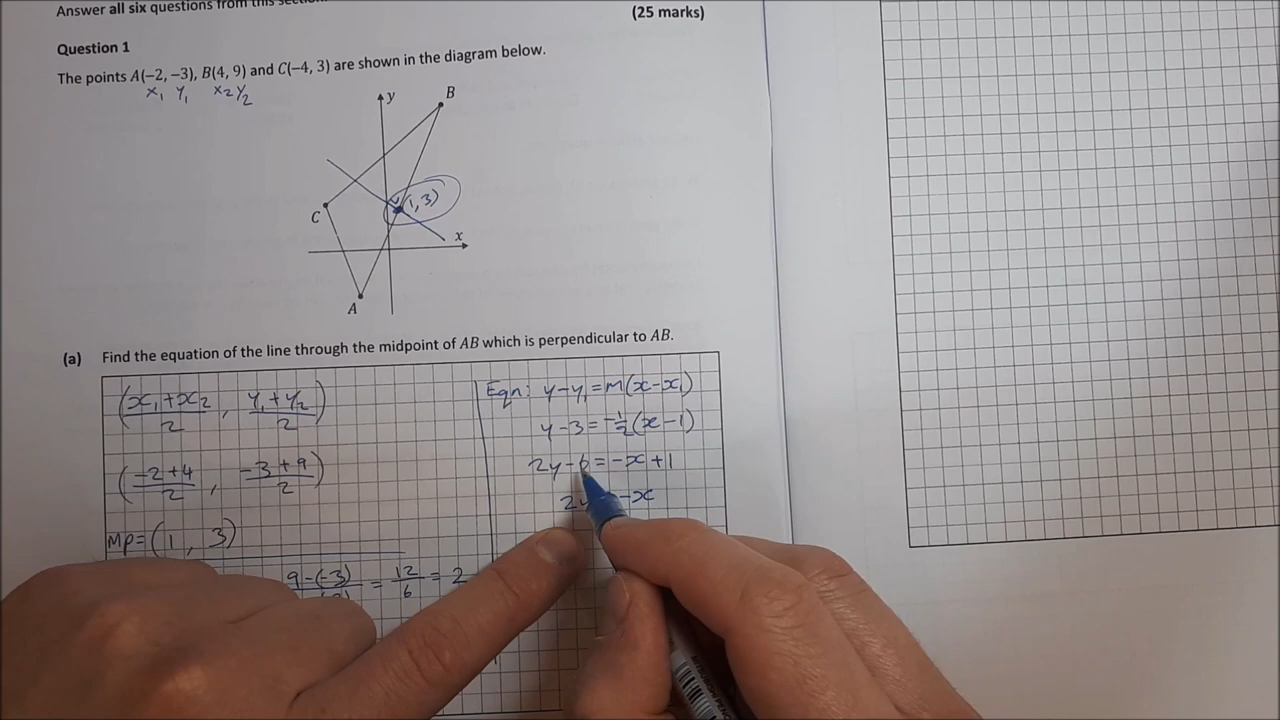 Answer all six questions from this
(25 marks)
Question 1
The points A(−2, −3), B(4, 9) and C(−4, 3) are shown in the diagram below.
x₁ y₁ x₂ y₂
y
B
(1, 3)
C
x
A
(a) Find the equation of the line through the midpoint of AB which is perpendicular to AB.
(x₁+x₂/2 , y₁+y₂/2)
(-2+4/2 , -3+9/2)
MP=(1 , 3)
9-(-3) = 12/6 = 2
Eqn: y-y₁=m(x-x₁)
y-3=-½(x-1)
2y-6=-x+1
2y -x